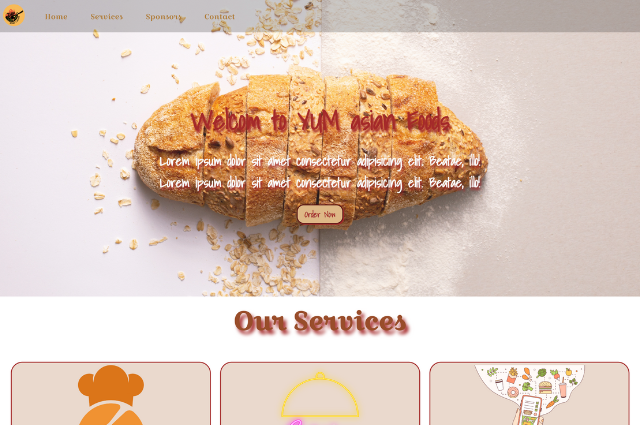 Home Services Sponsors Contact
Welcom to YUM asian Foods
Lorem ipsum dolor sit amet consectetur adipisicing elit. Beatae, illo!
Lorem ipsum dolor sit amet consectetur adipisicing elit. Beatae, illo!
Order Now
Our Services